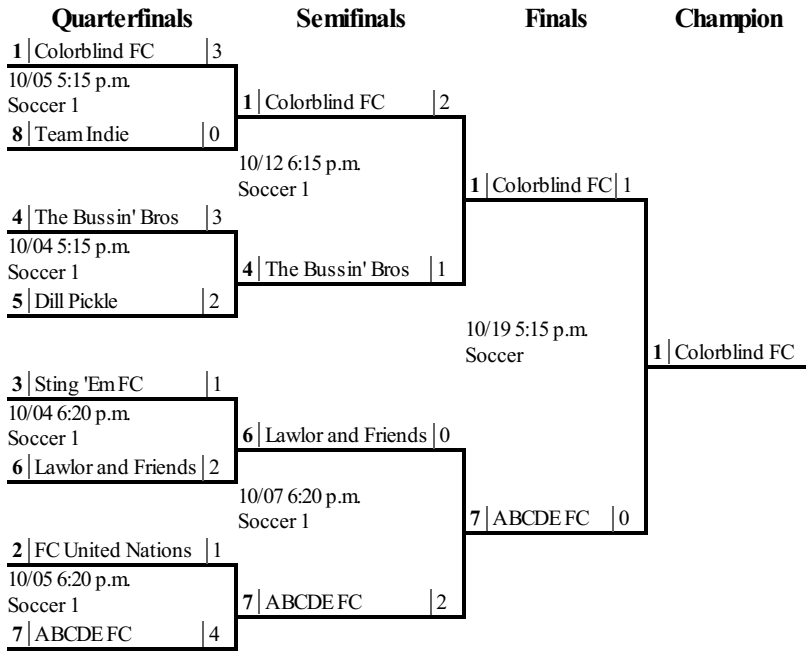 Quarterfinals Semifinals Finals Champion
1 Colorblind FC 3
10/05 5:15 p.m.
Soccer 1
8 Team Indie 0
4 The Bussin' Bros 3
10/04 5:15 p.m.
Soccer 1
5 Dill Pickle 2
3 Sting 'Em FC 1
10/04 6:20 p.m.
Soccer 1
6 Lawlor and Friends 2
2 FC United Nations 1
10/05 6:20 p.m.
Soccer 1
7 ABCDE FC 4
1 Colorblind FC 2
10/12 6:15 p.m.
Soccer 1
4 The Bussin' Bros 1
6 Lawlor and Friends 0
10/07 6:20 p.m.
Soccer 1
7 ABCDE FC 2
1 Colorblind FC 1
10/19 5:15 p.m.
Soccer
7 ABCDE FC 0
1 Colorblind FC